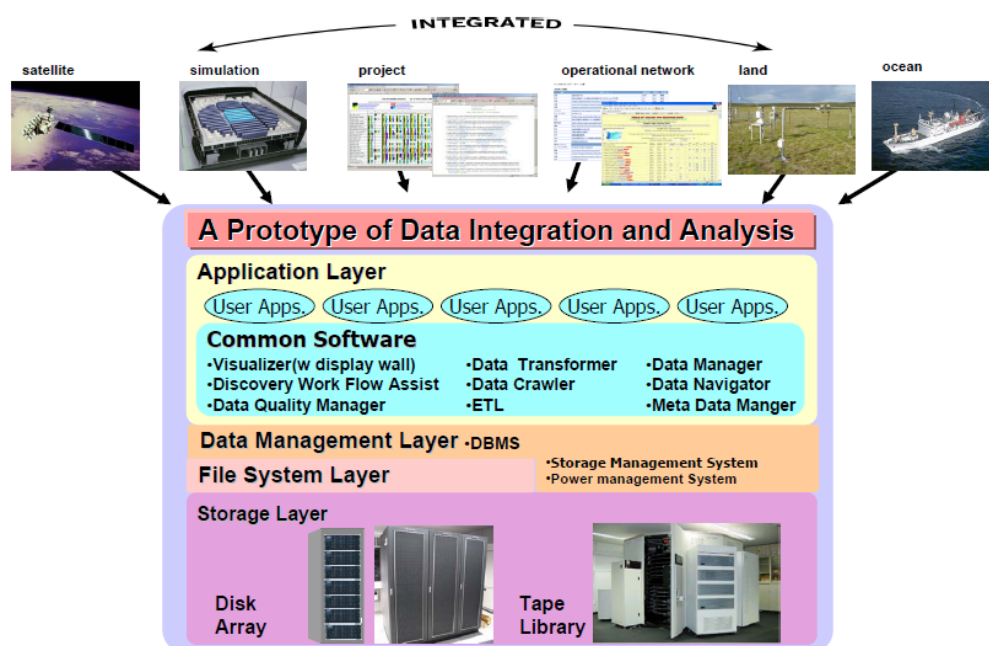 INTEGRATED
satellite
simulation
project
operational network
land
ocean
A Prototype of Data Integration and Analysis
Application Layer
User Apps. User Apps. User Apps. User Apps. User Apps.
Common Software
•Visualizer(w display wall)
•Discovery Work Flow Assist
•Data Quality Manager
•Data Transformer
•Data Crawler
•ETL
•Data Manager
•Data Navigator
•Meta Data Manger
Data Management Layer •DBMS
•Storage Management System
•Power management System
File System Layer
Storage Layer
Disk
Array
Tape
Library